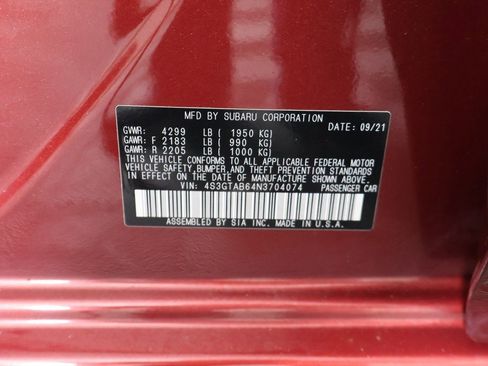 MFD BY SUBARU CORPORATION
GVWR: 4299 LB ( 1950 KG) DATE: 09/21
GAWR: F 2183 LB ( 990 KG)
GAWR: R 2205 LB ( 1000 KG)
THIS VEHICLE CONFORMS TO ALL APPLICABLE FEDERAL MOTOR
VEHICLE SAFETY, BUMPER, AND THEFT PREVENTION STANDARDS
IN EFFECT ON THE DATE OF MANUFACTURE SHOWN ABOVE.
VIN: 4S3GTAB64N3704074 PASSENGER CAR
ASSEMBLED BY SIA INC. MADE IN U.S.A.